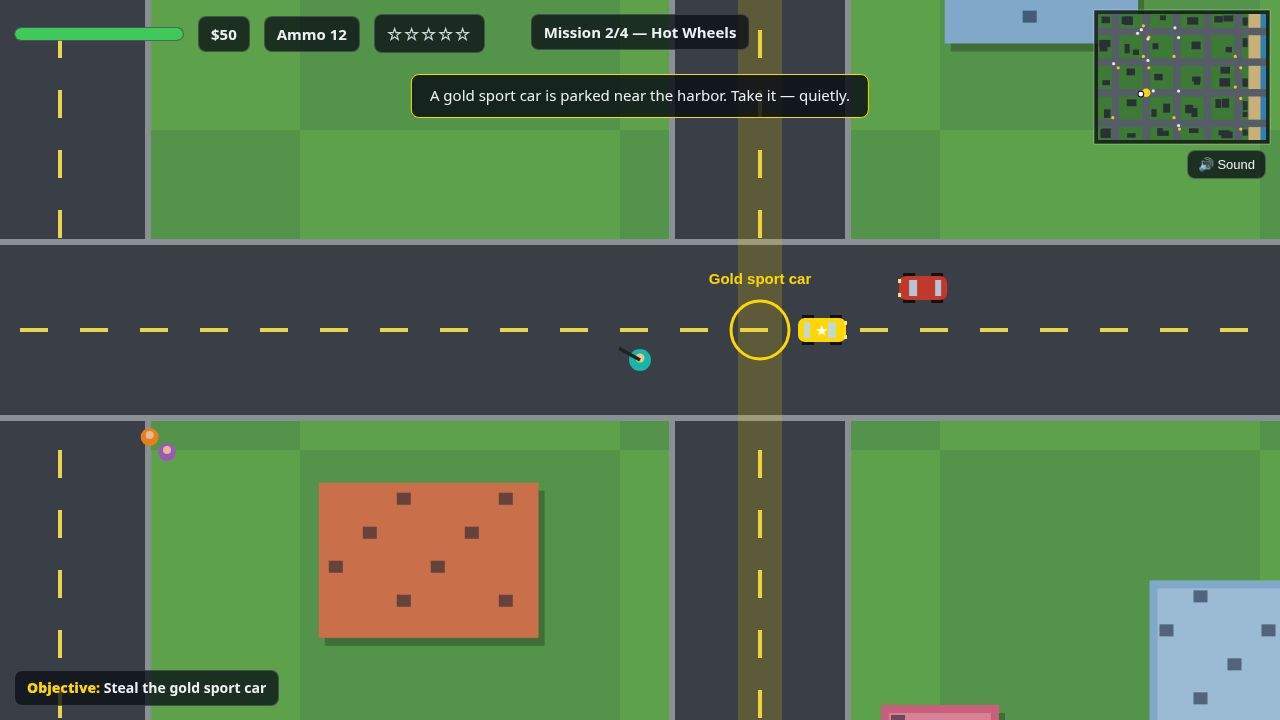 $50
Ammo 12
☆☆☆☆☆
Mission 2/4 — Hot Wheels
A gold sport car is parked near the harbor. Take it — quietly.
🔊 Sound
Gold sport car
Objective: Steal the gold sport car